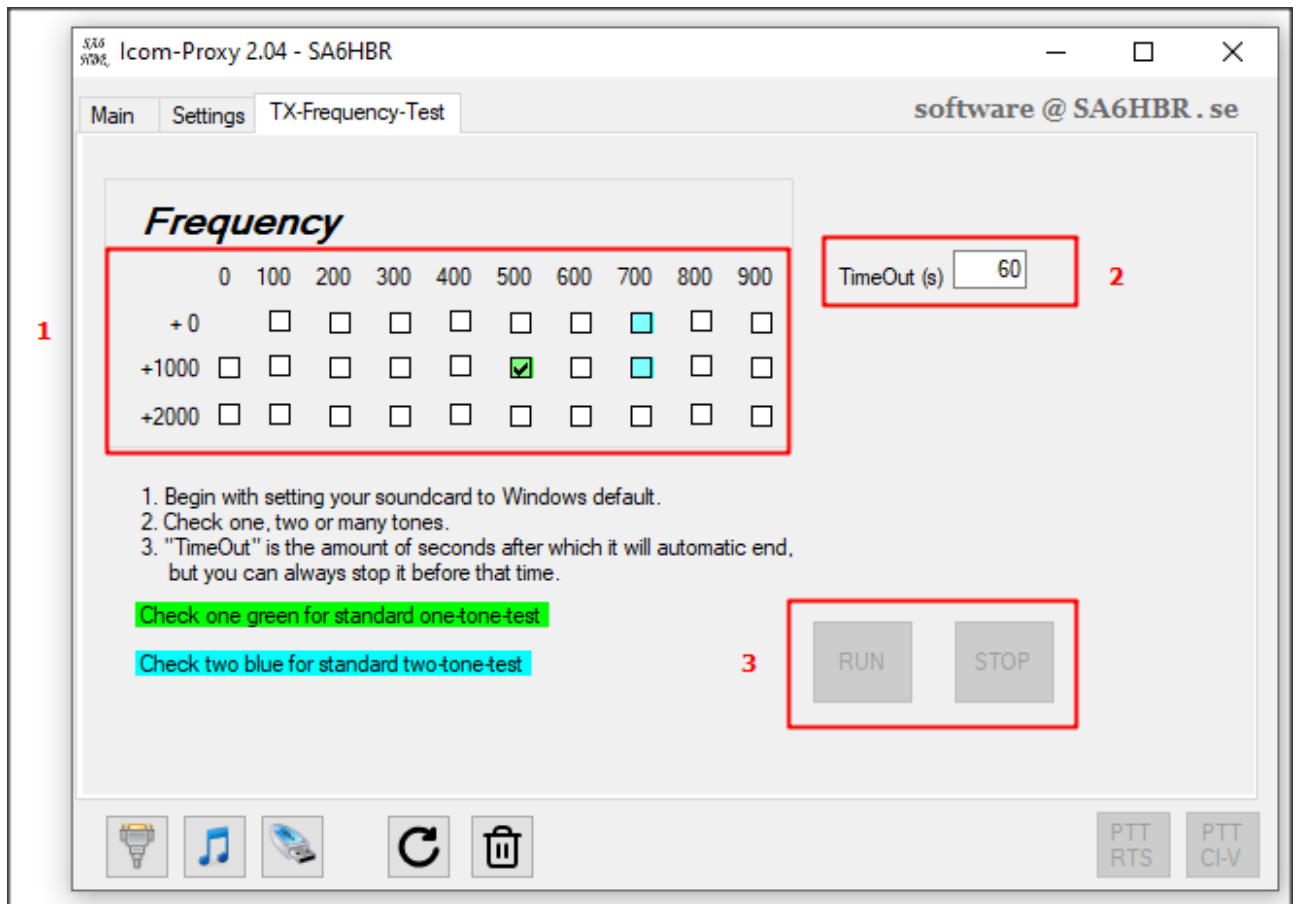 SA6
HBR
Icom-Proxy 2.04 - SA6HBR
Main Settings TX-Frequency-Test
software @ SA6HBR . se
Frequency
0 100 200 300 400 500 600 700 800 900
+ 0
+1000
+2000
1
TimeOut (s) 60
2
1. Begin with setting your soundcard to Windows default.
2. Check one, two or many tones.
3. "TimeOut" is the amount of seconds after which it will automatic end,
but you can always stop it before that time.
Check one green for standard one-tone-test
Check two blue for standard two-tone-test
3
RUN STOP
PTT
RTS
PTT
CI-V